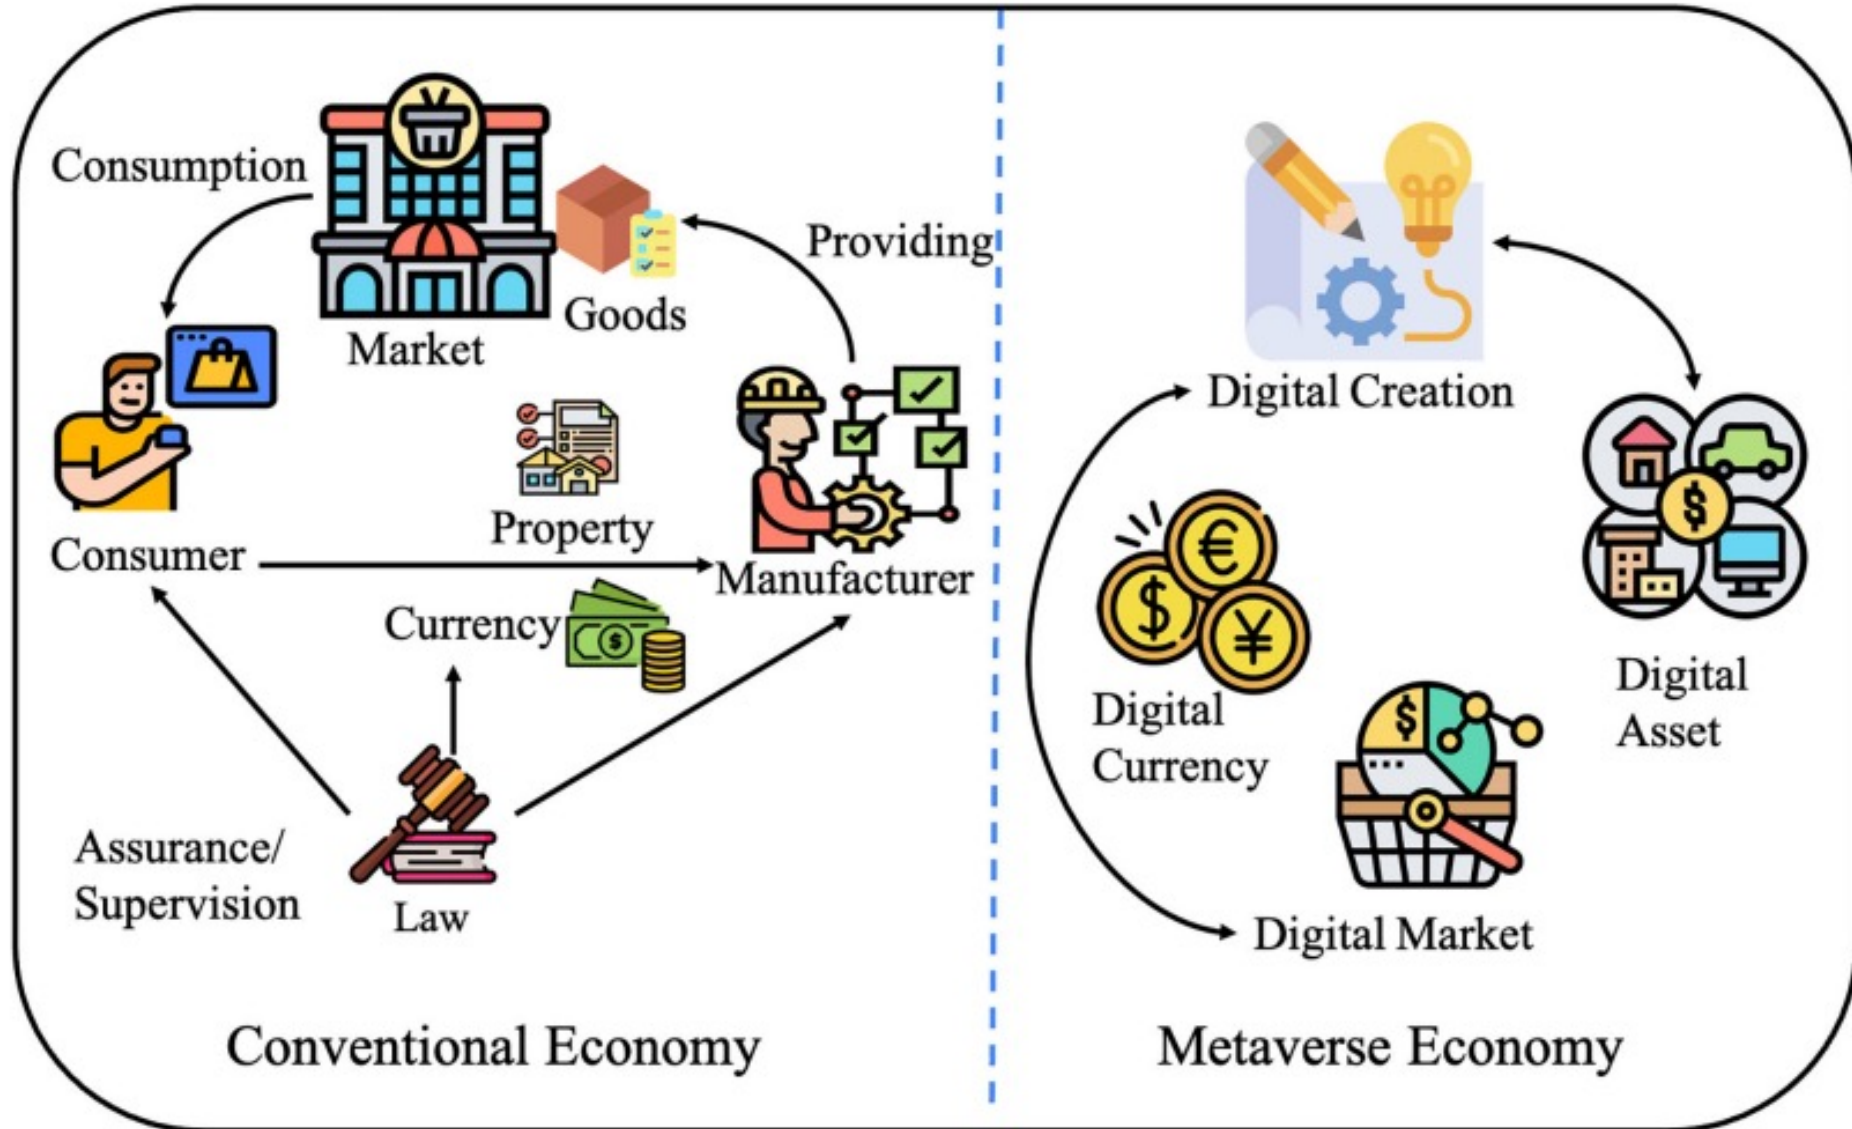 Consumption
Market
Goods
Providing
Consumer
Property
Manufacturer
Currency
Assurance/
Supervision
Law
Conventional Economy
Digital Creation
Digital
Currency
Digital
Asset
Digital Market
Metaverse Economy